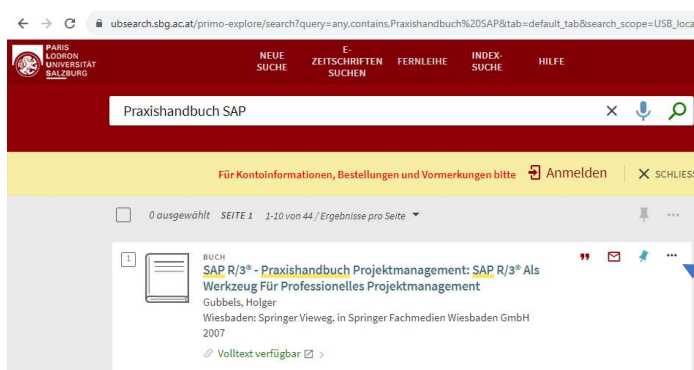 ubsearch.sbg.ac.at/primo-explore/search?query=any,contains,Praxishandbuch%20SAP&tab=default_tab&search_scope=USB_loca
PARIS
LODRON
UNIVERSITÄT
SALZBURG
NEUE
SUCHE
E-
ZEITSCHRIFTEN
SUCHEN
FERNLEIHE
INDEX-
SUCHE
HILFE
Praxishandbuch SAP
Für Kontoinformationen, Bestellungen und Vormerkungen bitte Anmelden SCHLIESS
0 ausgewählt SEITE 1 1-10 von 44 / Ergebnisse pro Seite
1
BUCH
SAP R/3® - Praxishandbuch Projektmanagement: SAP R/3® Als
Werkzeug Für Professionelles Projektmanagement
Gubbels, Holger
Wiesbaden: Springer Vieweg. in Springer Fachmedien Wiesbaden GmbH
2007
Volltext verfügbar